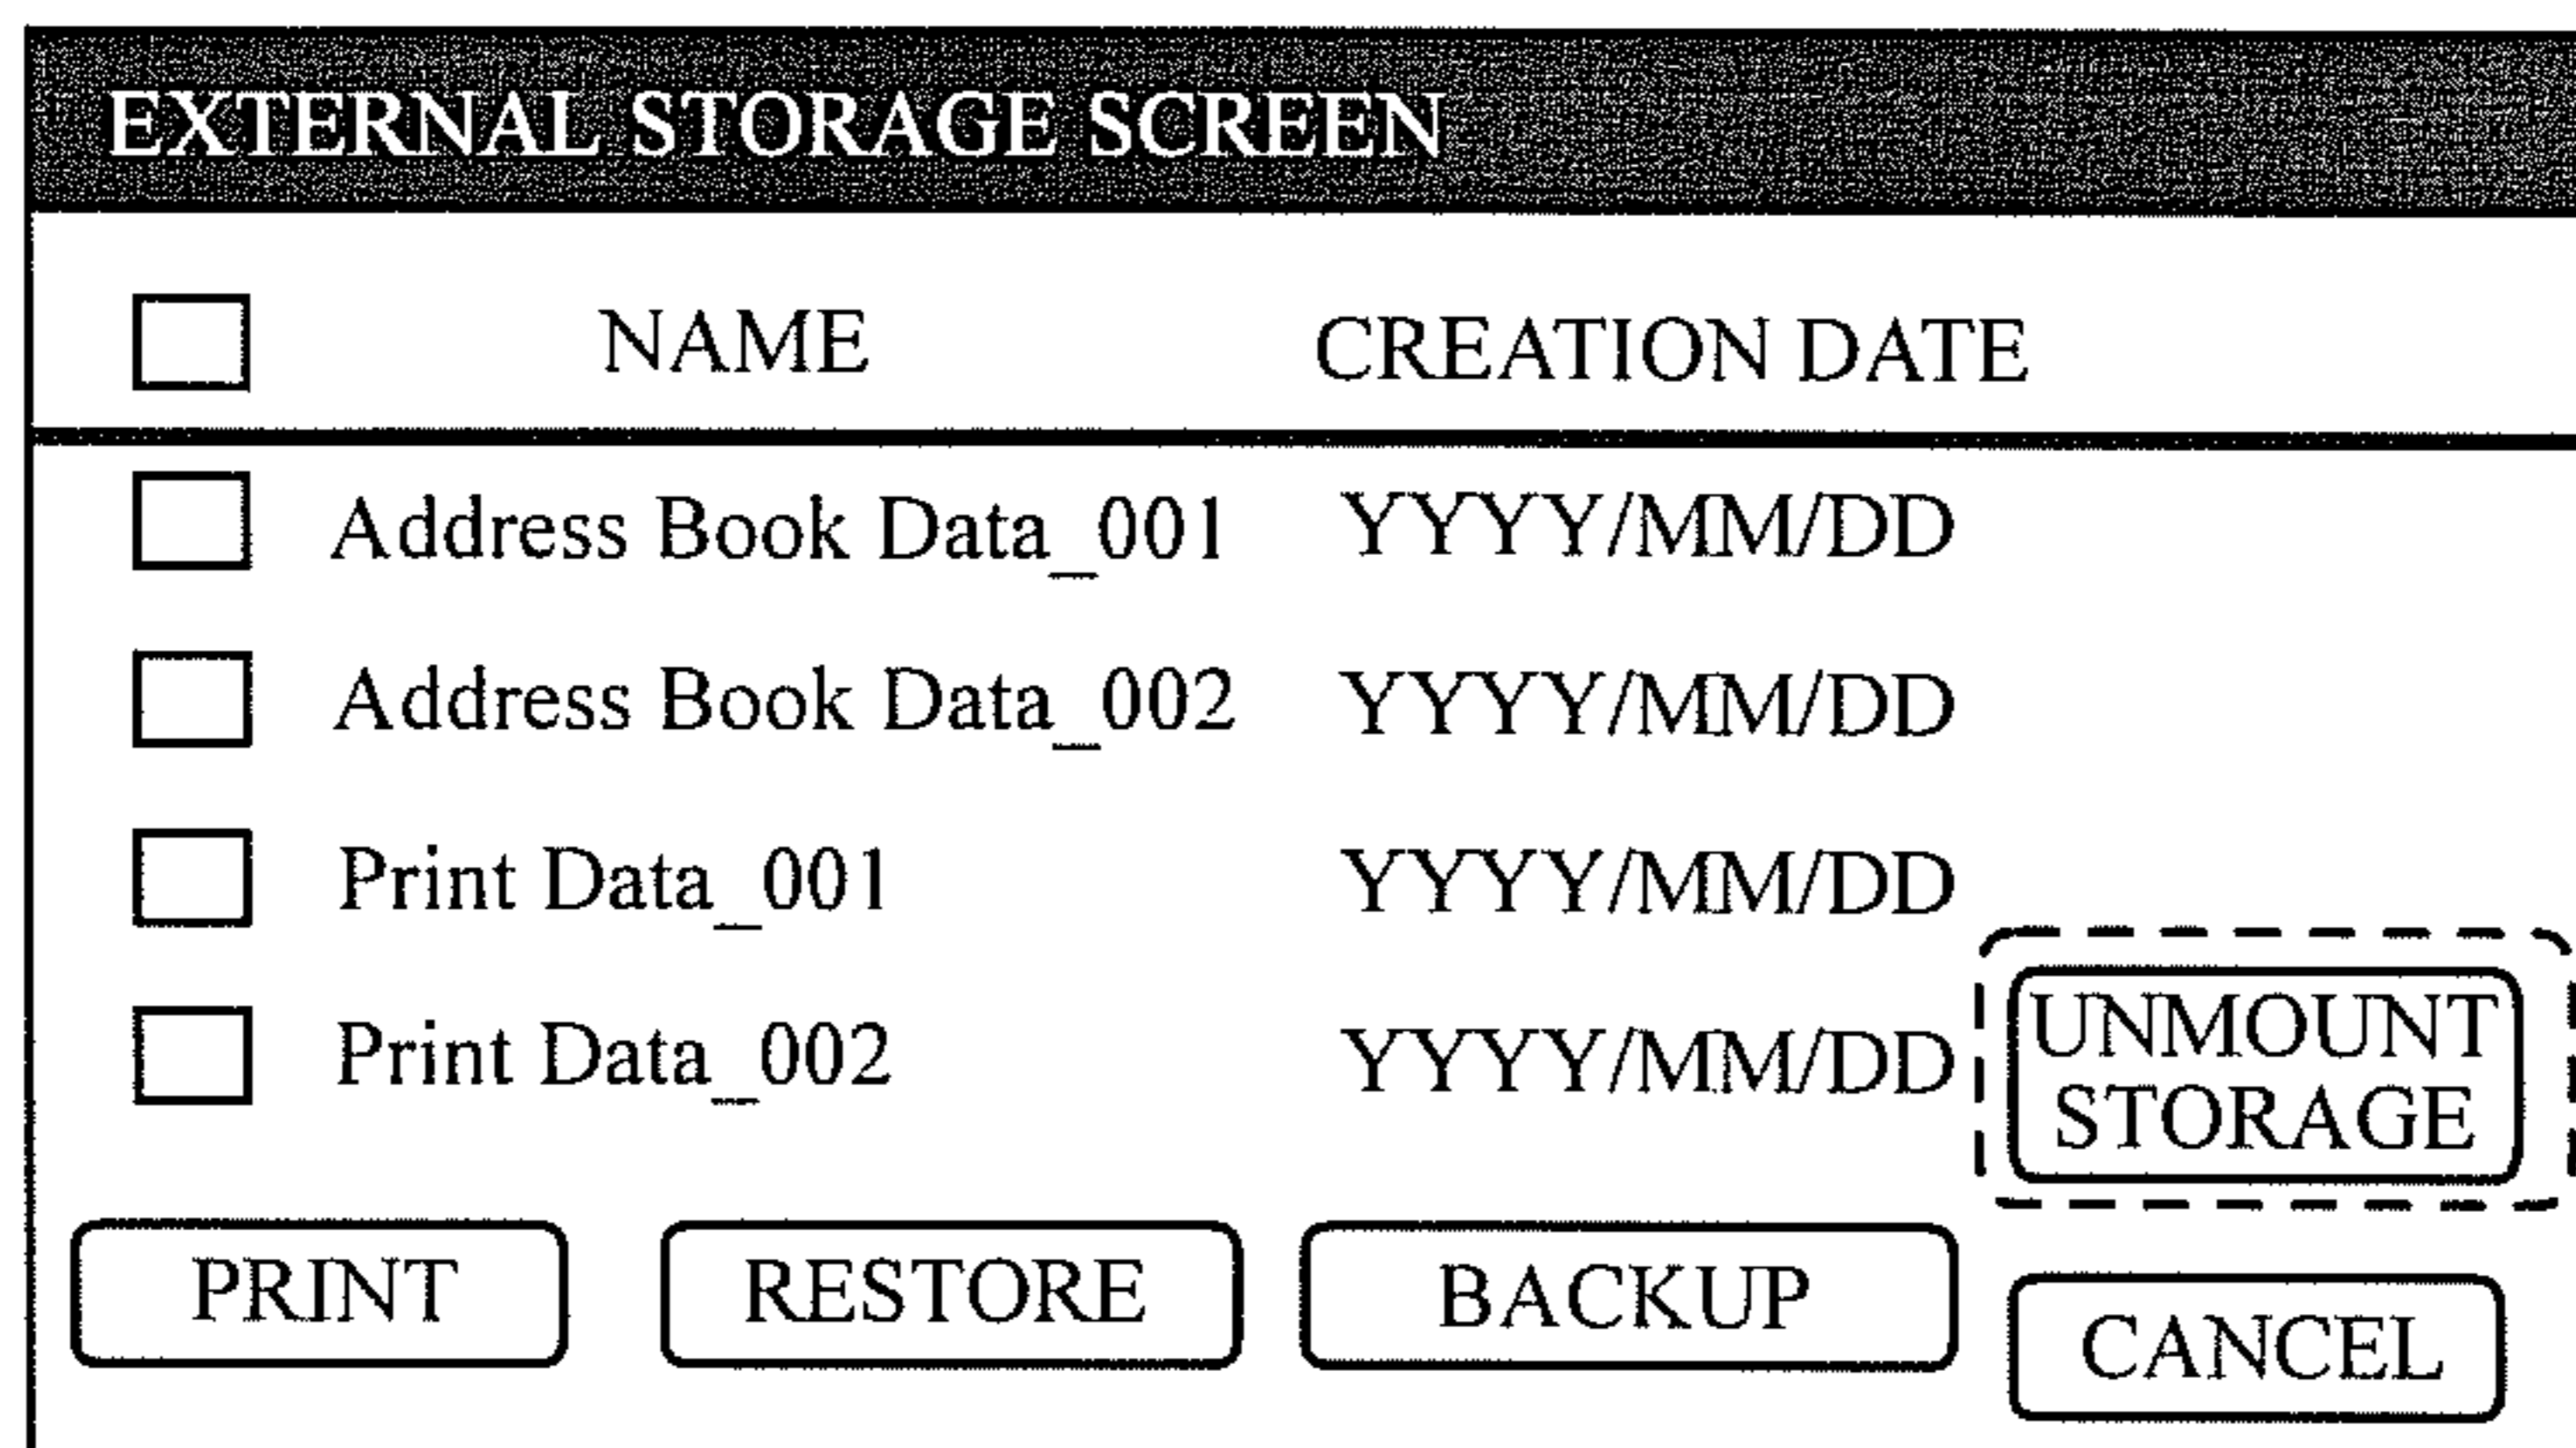 EXTERNAL STORAGE SCREEN
NAME CREATION DATE
Address Book Data_001 YYYY/MM/DD
Address Book Data_002 YYYY/MM/DD
Print Data_001 YYYY/MM/DD
Print Data_002 YYYY/MM/DD
UNMOUNT
STORAGE
PRINT RESTORE BACKUP CANCEL